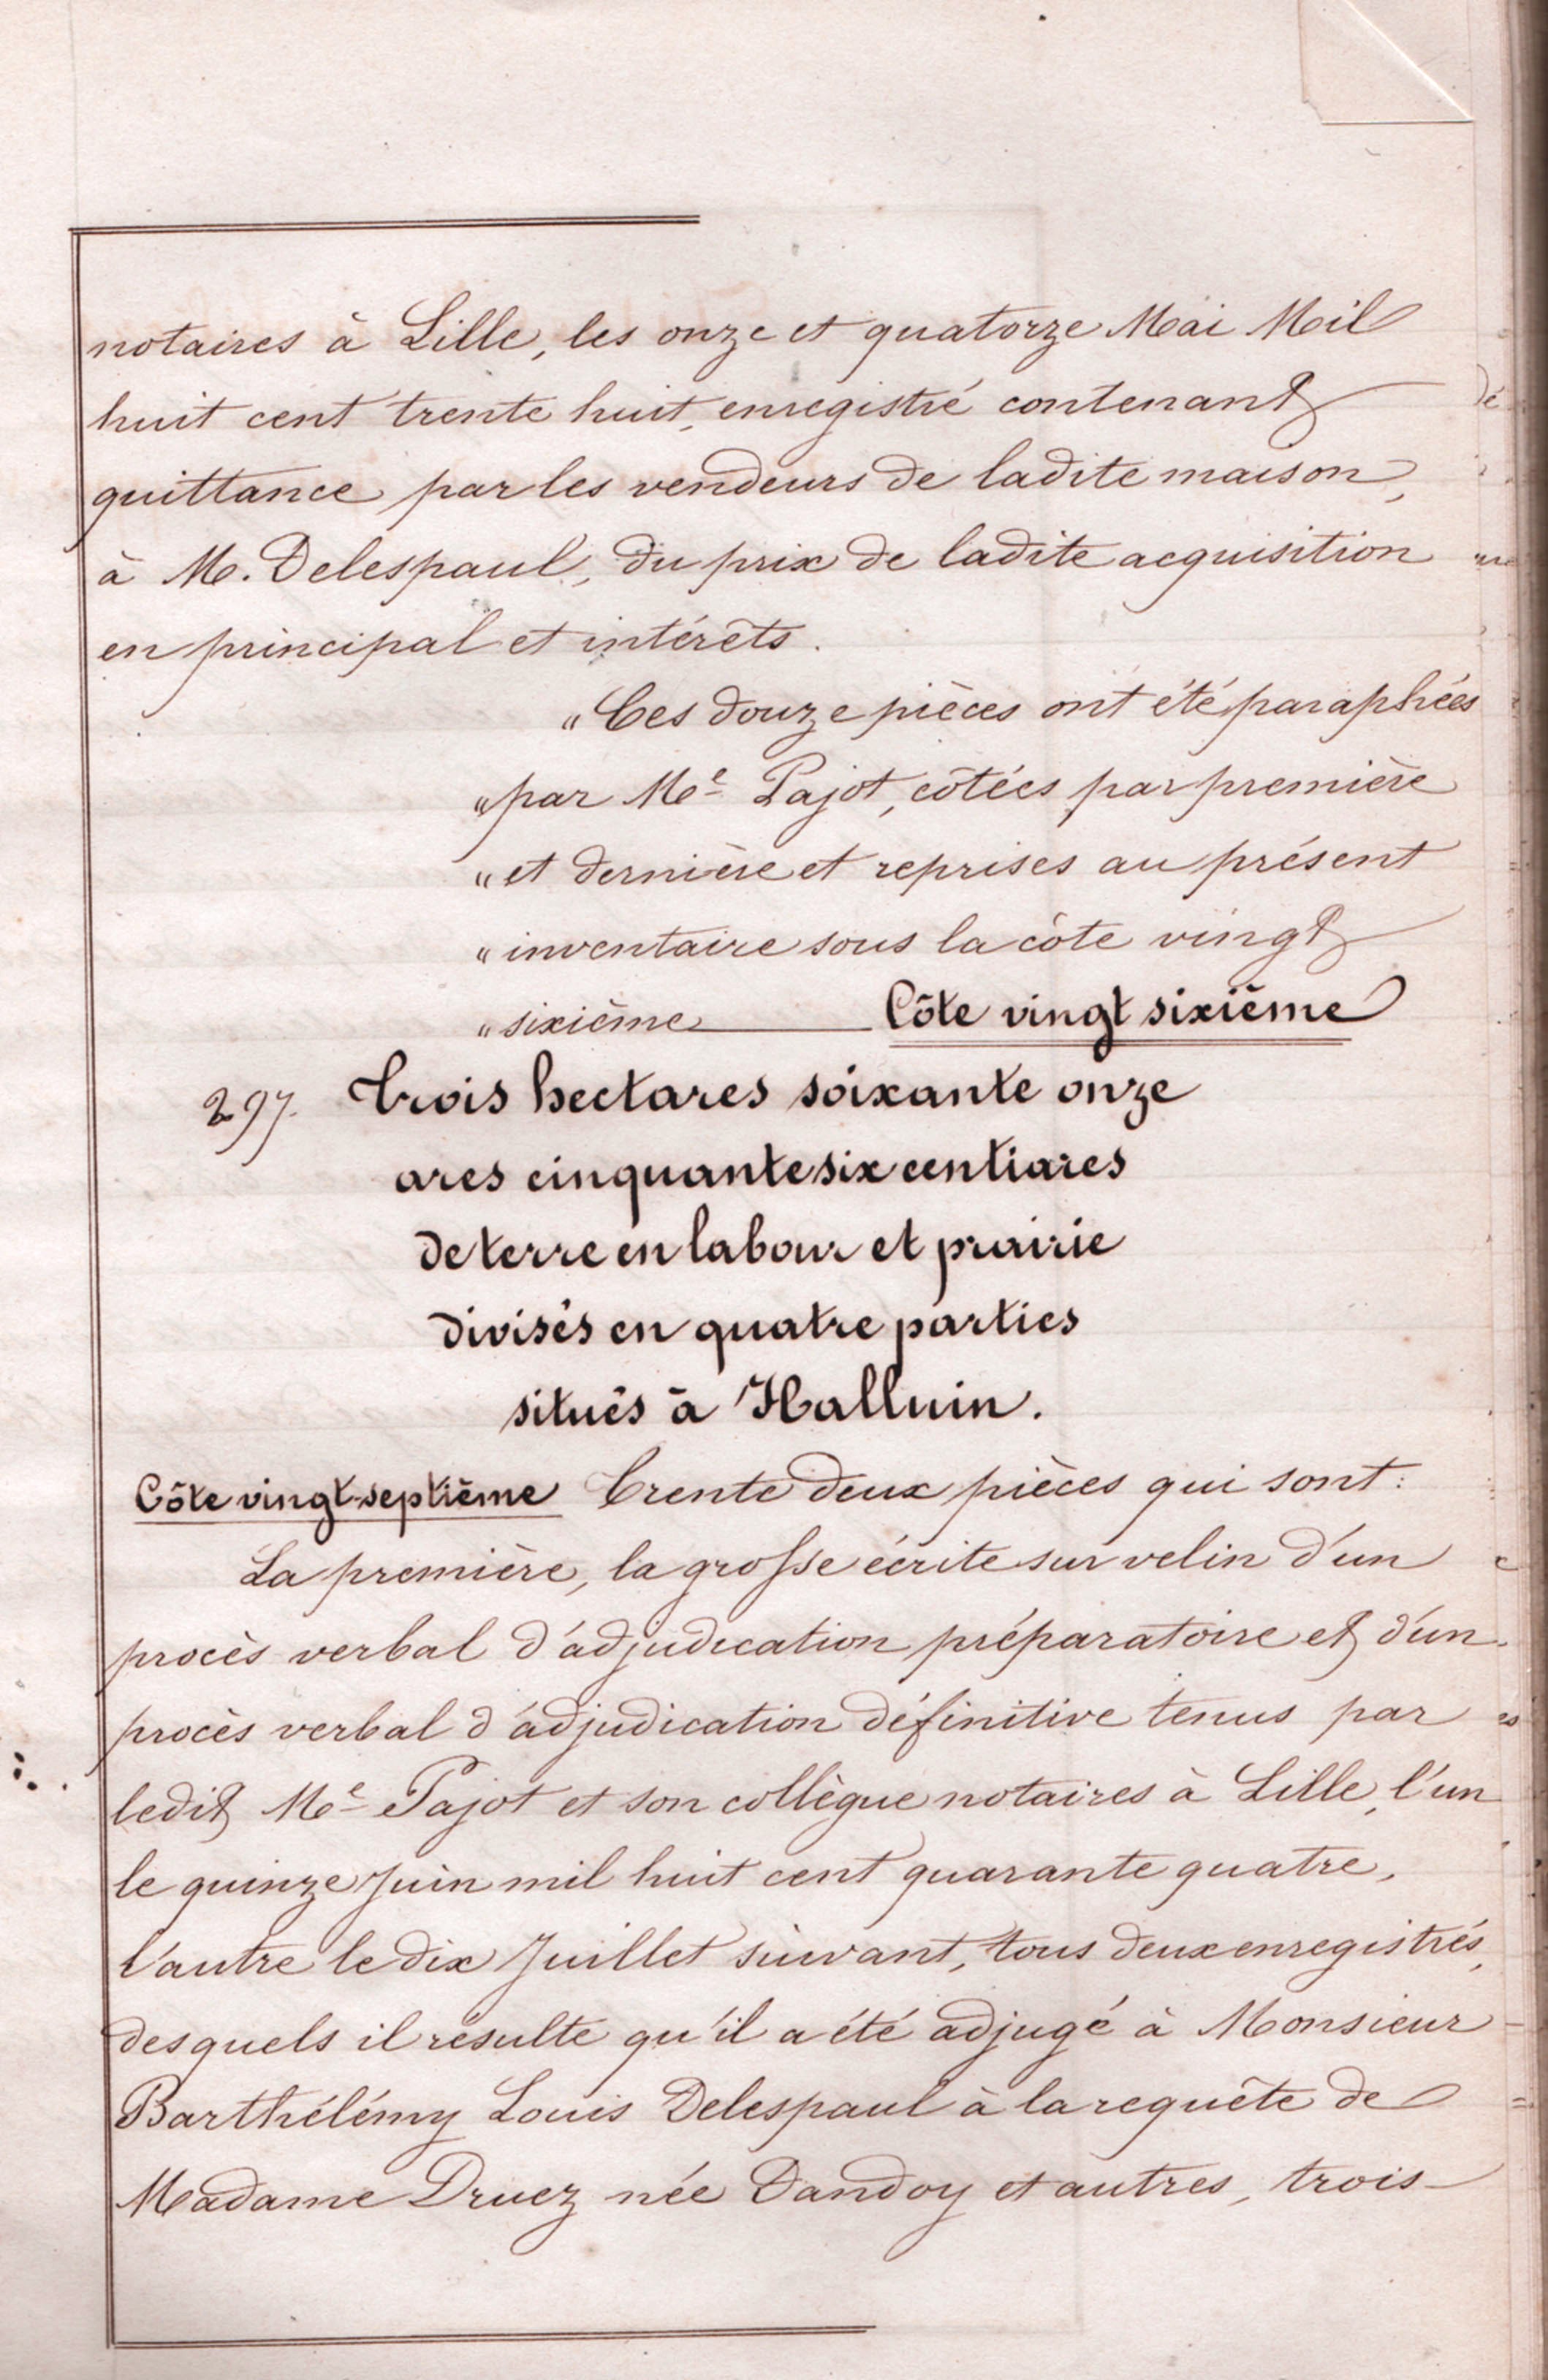 notaires à Lille, les onze et quatorze Mai Mil
huit cent trente huit, enregistré contenant
quittance par les vendeurs de ladite maison,
à M. Delespaul, du prix de ladite acquisition
en principal et intérêts.
" Ces douze pièces ont été paraphées
" par Me Pajot, côtées par première
" et dernière et reprises au présent
" inventaire sous la côte vingt
" sixième Côte vingt sixième
297. Trois hectares soixante onze
ares cinquante six centiares
de terre en labour et prairie
divisés en quatre parties
situés à Halluin.
Côte vingt-septième Trente deux pièces qui sont :
La première, la grosse écrite sur velin d'un
procès verbal d'adjudication préparatoire et d'un
procès verbal d'adjudication définitive tenus par
ledit Me Pajot et son collègue notaires à Lille, l'un
le quinze Juin mil huit cent quarante quatre,
l'autre le dix Juillet suivant, tous deux enregistrés,
desquels il résulte qu'il a été adjugé à Monsieur
Barthélémy Louis Delespaul à la requête de
Madame Druez née Dandoy et autres, trois